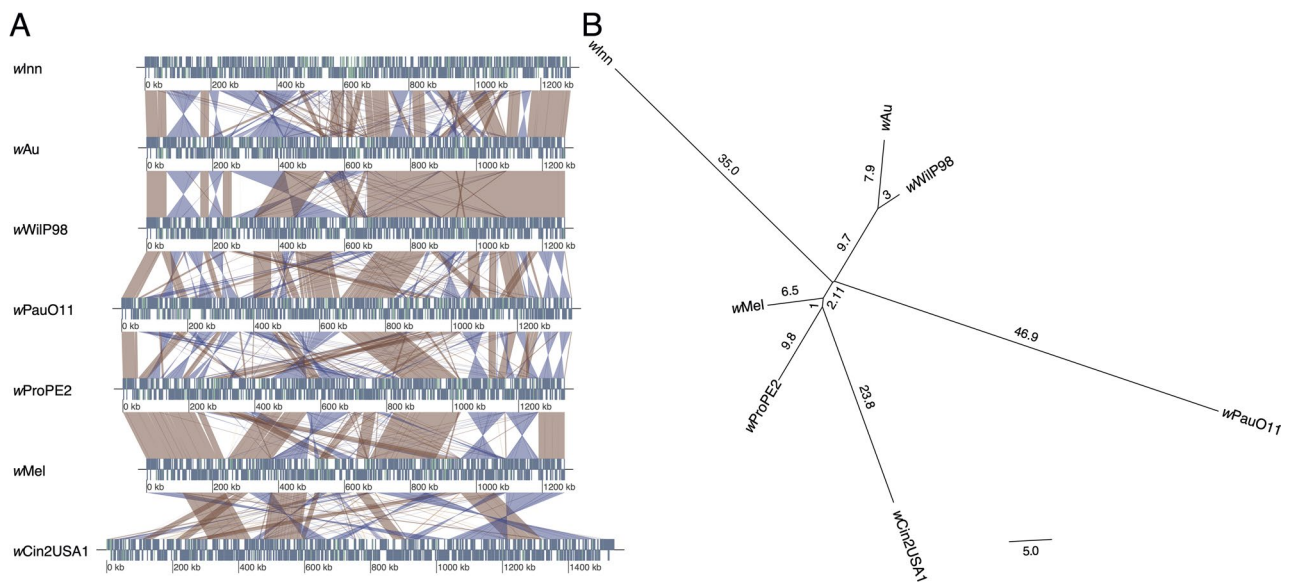 A
wInn
0 kb 200 kb 400 kb 600 kb 800 kb 1000 kb 1200 kb
wAu
0 kb 200 kb 400 kb 600 kb 800 kb 1000 kb 1200 kb
wWilP98
0 kb 200 kb 400 kb 600 kb 800 kb 1000 kb 1200 kb
wPauO11
0 kb 200 kb 400 kb 600 kb 800 kb 1000 kb 1200 kb
wProPE2
0 kb 200 kb 400 kb 600 kb 800 kb 1000 kb 1200 kb
wMel
0 kb 200 kb 400 kb 600 kb 800 kb 1000 kb 1200 kb
wCin2USA1
0 kb 200 kb 400 kb 600 kb 800 kb 1000 kb 1200 kb 1400 kb
B
wInn
35.0
wAu
7.9
3
wWilP98
9.7
wMel
6.5
1
2.11
9.8
wProPE2
23.8
wCin2USA1
46.9
wPauO11
5.0